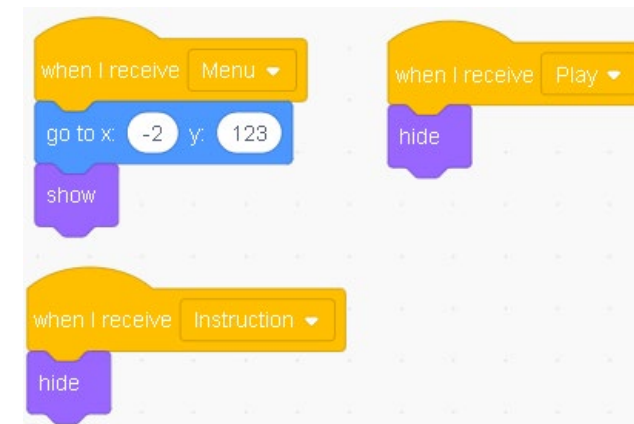 when I receive Menu
go to x: -2 y: 123
show
when I receive Play
hide
when I receive Instruction
hide